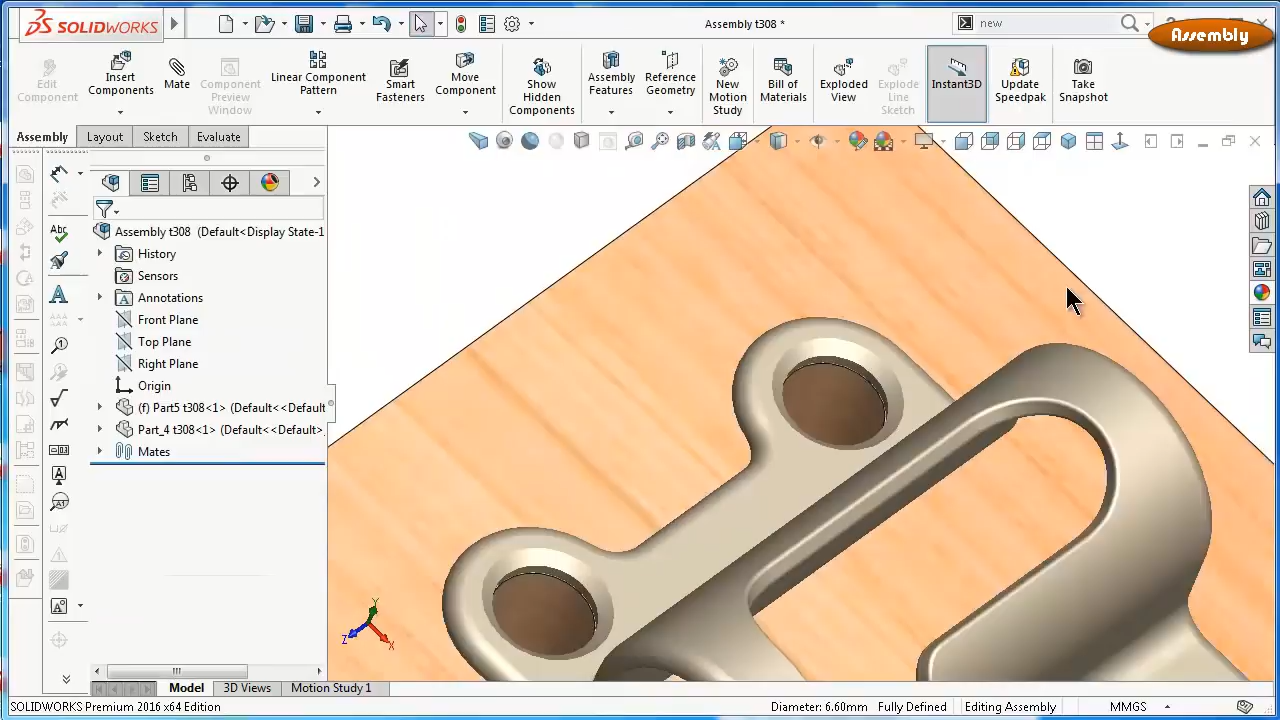 SOLIDWORKS
Assembly t308 *
new
Assembly
Edit Component
Insert Components
Mate
Component Preview Window
Linear Component Pattern
Smart Fasteners
Move Component
Show Hidden Components
Assembly Features
Reference Geometry
New Motion Study
Bill of Materials
Exploded View
Explode Line Sketch
Instant3D
Update Speedpak
Take Snapshot
Assembly
Layout
Sketch
Evaluate
Assembly t308 (Default<Display State-1
History
Sensors
Annotations
Front Plane
Top Plane
Right Plane
Origin
(f) Part5 t308<1> (Default<<Default
Part_4 t308<1> (Default<<Default>
Mates
Abc
Y
Z
X
Model
3D Views
Motion Study 1
SOLIDWORKS Premium 2016 x64 Edition
Diameter: 6.60mm
Fully Defined
Editing Assembly
MMGS